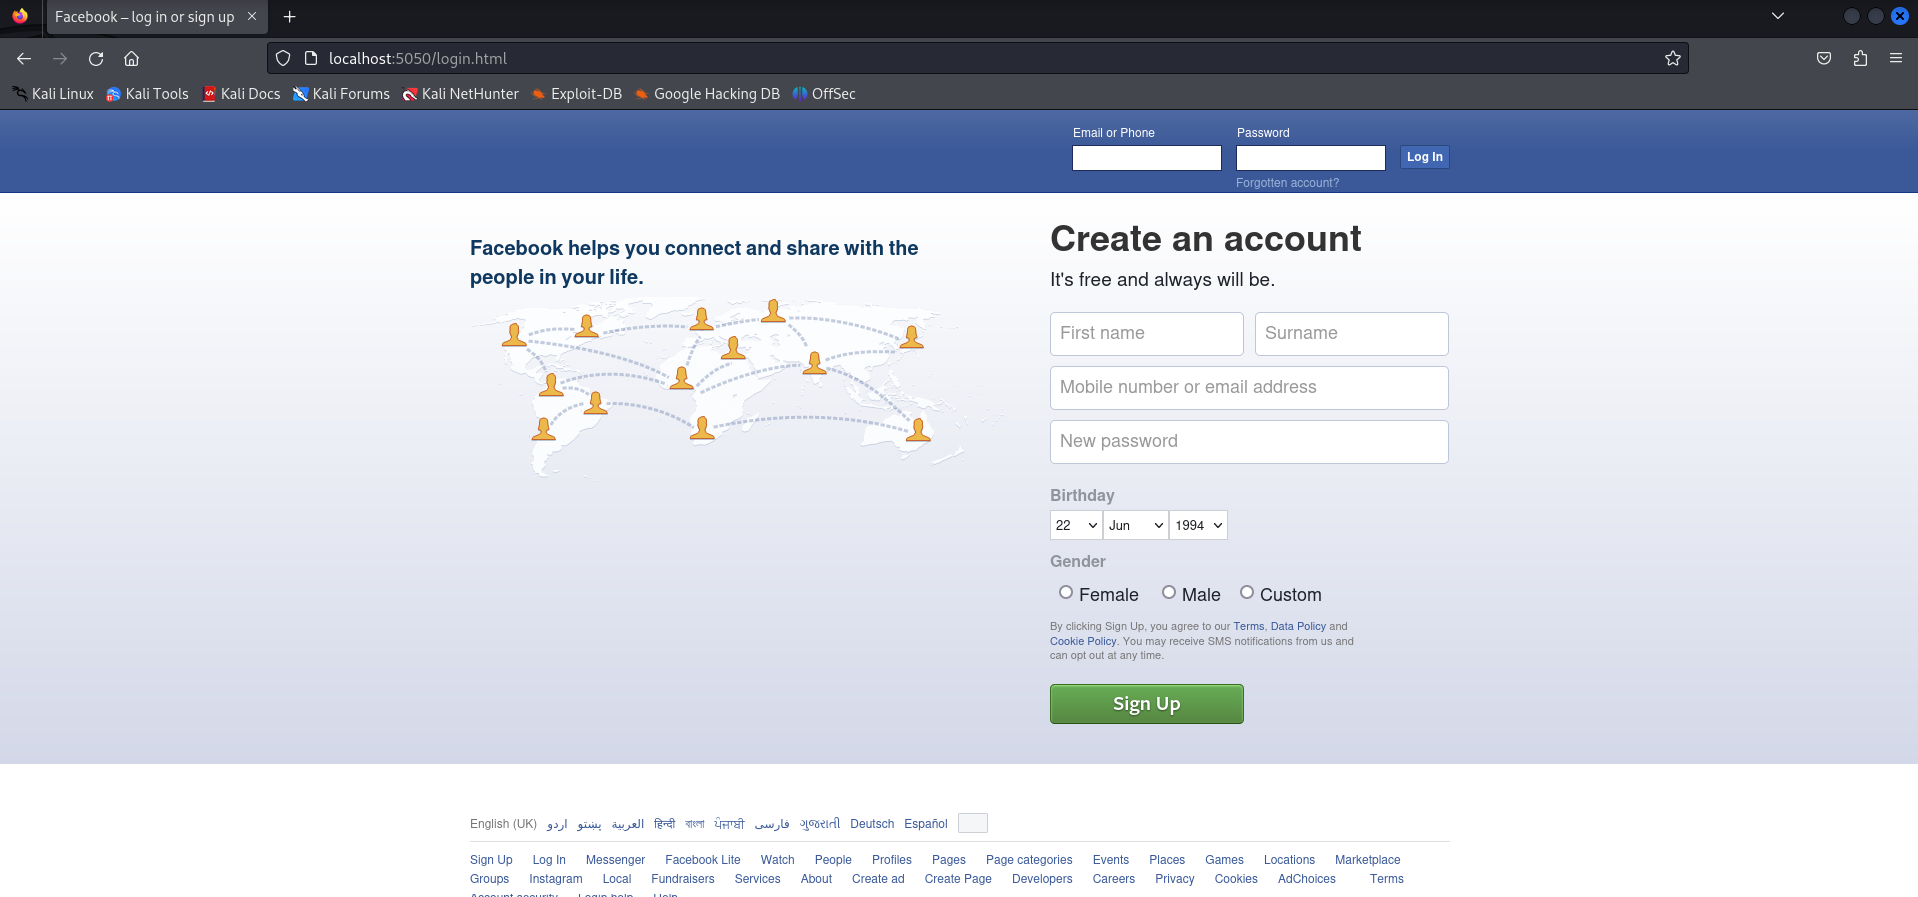 Facebook – log in or sign up
localhost:5050/login.html
Kali Linux Kali Tools Kali Docs Kali Forums Kali NetHunter Exploit-DB Google Hacking DB OffSec
Email or Phone Password
Log In
Forgotten account?
Facebook helps you connect and share with the
people in your life.
Create an account
It's free and always will be.
First name Surname
Mobile number or email address
New password
Birthday
22 Jun 1994
Gender
Female Male Custom
By clicking Sign Up, you agree to our Terms, Data Policy and
Cookie Policy. You may receive SMS notifications from us and
can opt out at any time.
Sign Up
English (UK) اردو پښتو العربية हिन्दी বাংলা ਪੰਜਾਬੀ فارسی ગુજરાતી Deutsch Español
Sign Up Log In Messenger Facebook Lite Watch People Profiles Pages Page categories Events Places Games Locations Marketplace
Groups Instagram Local Fundraisers Services About Create ad Create Page Developers Careers Privacy Cookies AdChoices Terms
Account security Login help Help